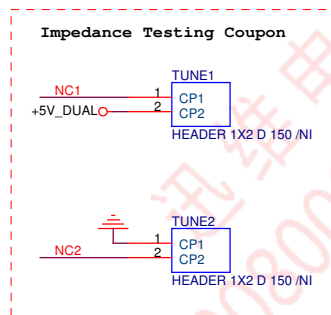 Impedance Testing Coupon
TUNE1
NC1 1 CP1
+5V_DUAL 2 CP2
HEADER 1X2 D 150 /NI
TUNE2
1 CP1
NC2 2 CP2
HEADER 1X2 D 150 /NI